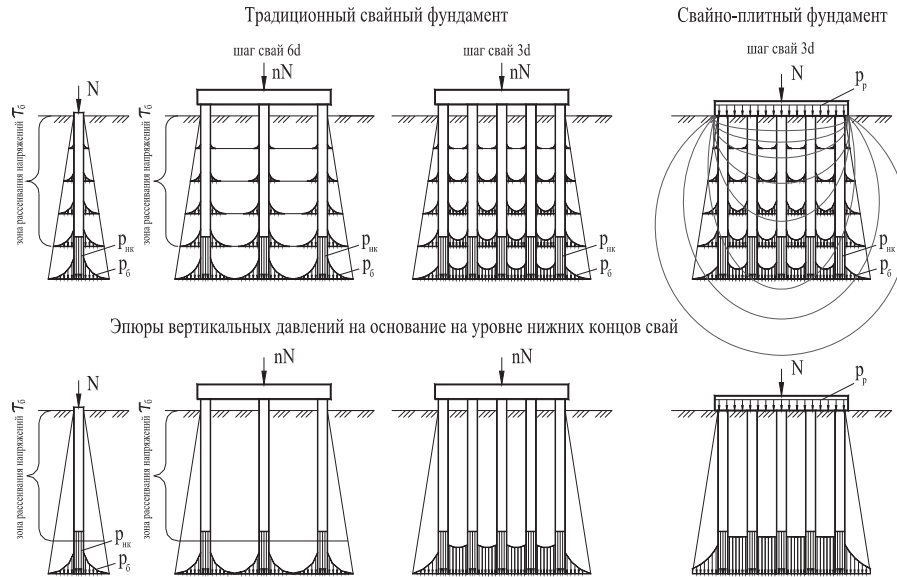 Традиционный свайный фундамент
Свайно-плитный фундамент
шаг свай 6d
шаг свай 3d
шаг свай 3d
N
nN
nN
N
pр
зона рассеивания напряжений τб
зона рассеивания напряжений τб
pнк
pб
pнк
pб
pнк
pб
pнк
pб
Эпюры вертикальных давлений на основание на уровне нижних концов свай
N
nN
nN
N
pр
зона рассеивания напряжений τб
зона рассеивания напряжений τб
pнк
pб